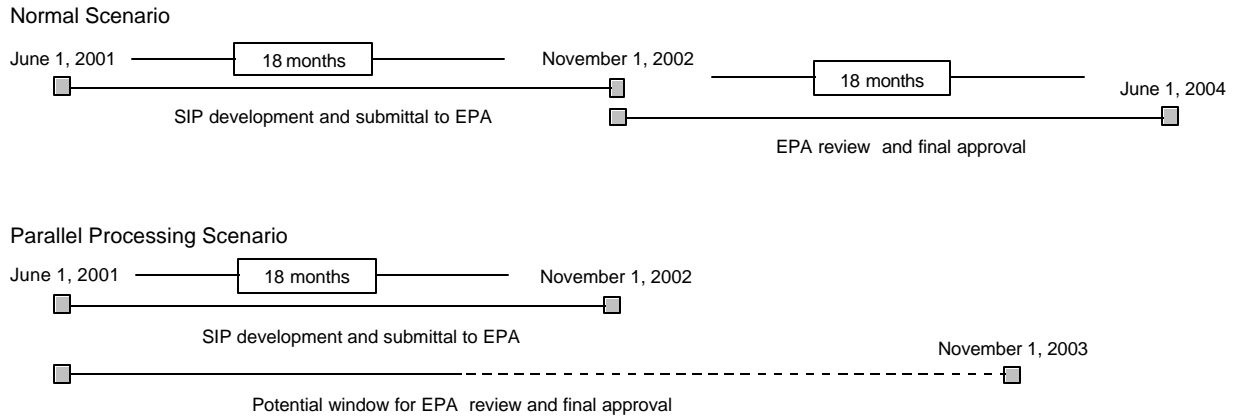 Normal Scenario
June 1, 2001
18 months
November 1, 2002
18 months
June 1, 2004
SIP development and submittal to EPA
EPA review and final approval
Parallel Processing Scenario
June 1, 2001
18 months
November 1, 2002
SIP development and submittal to EPA
November 1, 2003
Potential window for EPA review and final approval